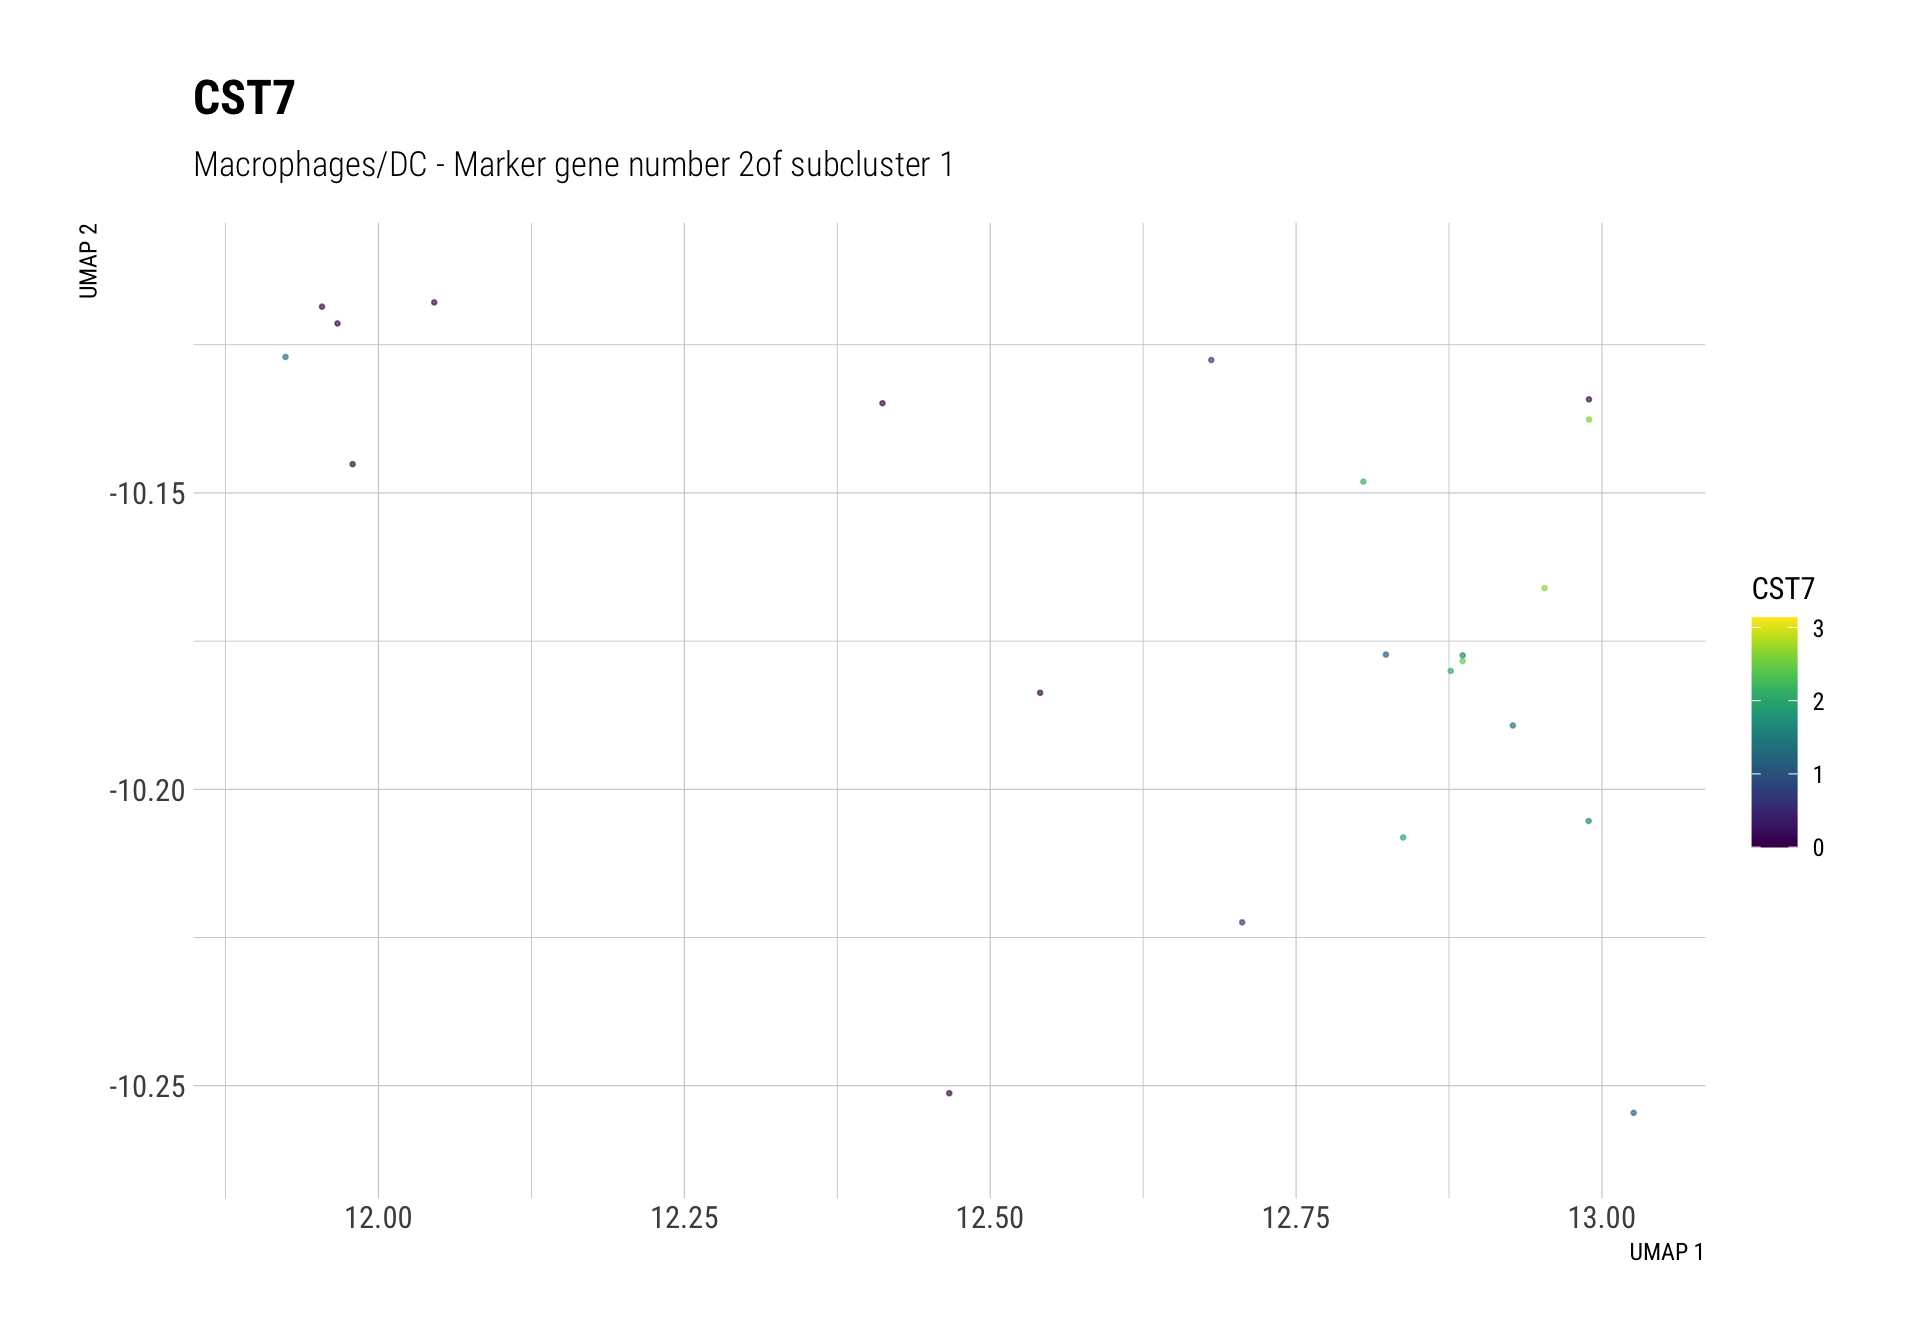 CST7
Macrophages/DC - Marker gene number 2of subcluster 1
UMAP 2
-10.15
-10.20
-10.25
12.00 12.25 12.50 12.75 13.00
UMAP 1
CST7
3
2
1
0